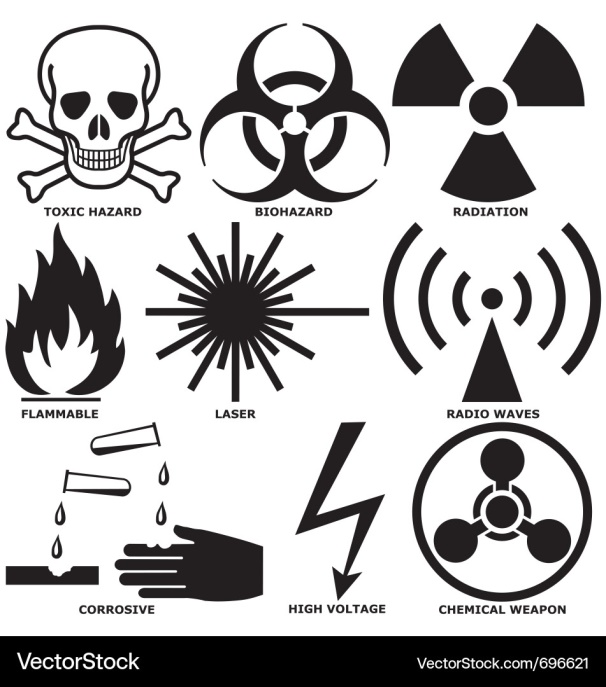 TOXIC HAZARD
BIOHAZARD
RADIATION
FLAMMABLE
LASER
RADIO WAVES
CORROSIVE
HIGH VOLTAGE
CHEMICAL WEAPON
VectorStock
VectorStock.com/696621